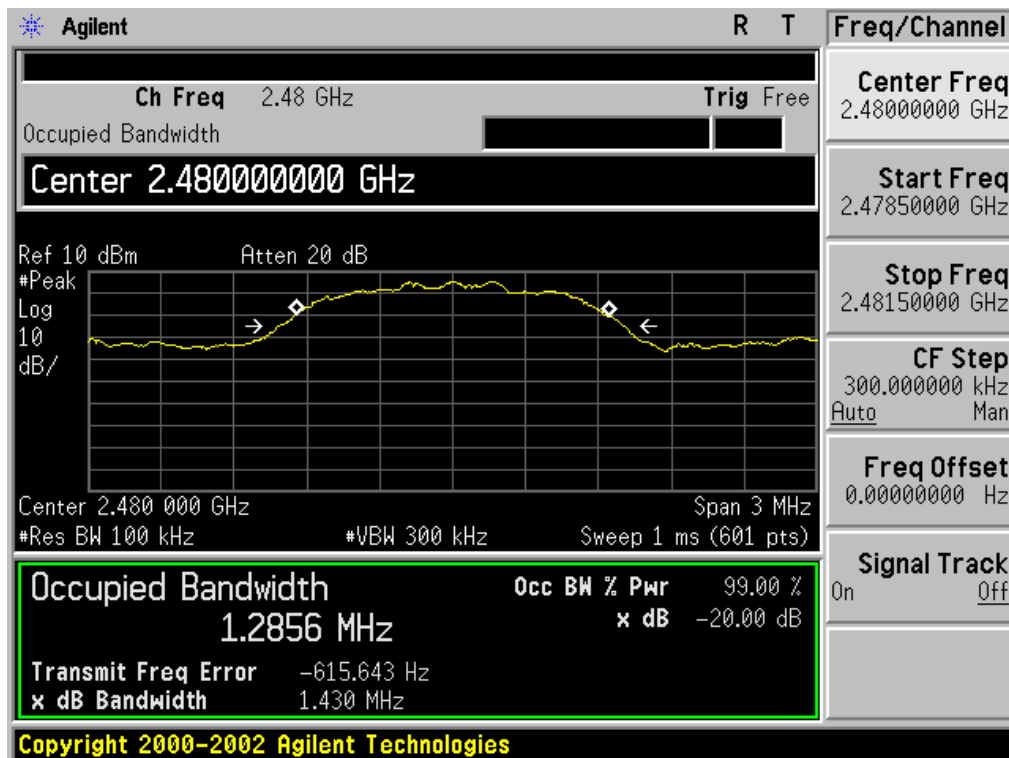 Agilent R T
Ch Freq 2.48 GHz Trig Free
Occupied Bandwidth
Center 2.480000000 GHz
Ref 10 dBm Atten 20 dB
#Peak
Log
10
dB/
Center 2.480 000 GHz Span 3 MHz
#Res BW 100 kHz #VBW 300 kHz Sweep 1 ms (601 pts)
Occupied Bandwidth Occ BW % Pwr 99.00 %
1.2856 MHz x dB -20.00 dB
Transmit Freq Error -615.643 Hz
x dB Bandwidth 1.430 MHz
Copyright 2000-2002 Agilent Technologies
Freq/Channel
Center Freq
2.48000000 GHz
Start Freq
2.47850000 GHz
Stop Freq
2.48150000 GHz
CF Step
300.000000 kHz
Auto Man
Freq Offset
0.00000000 Hz
Signal Track
On Off